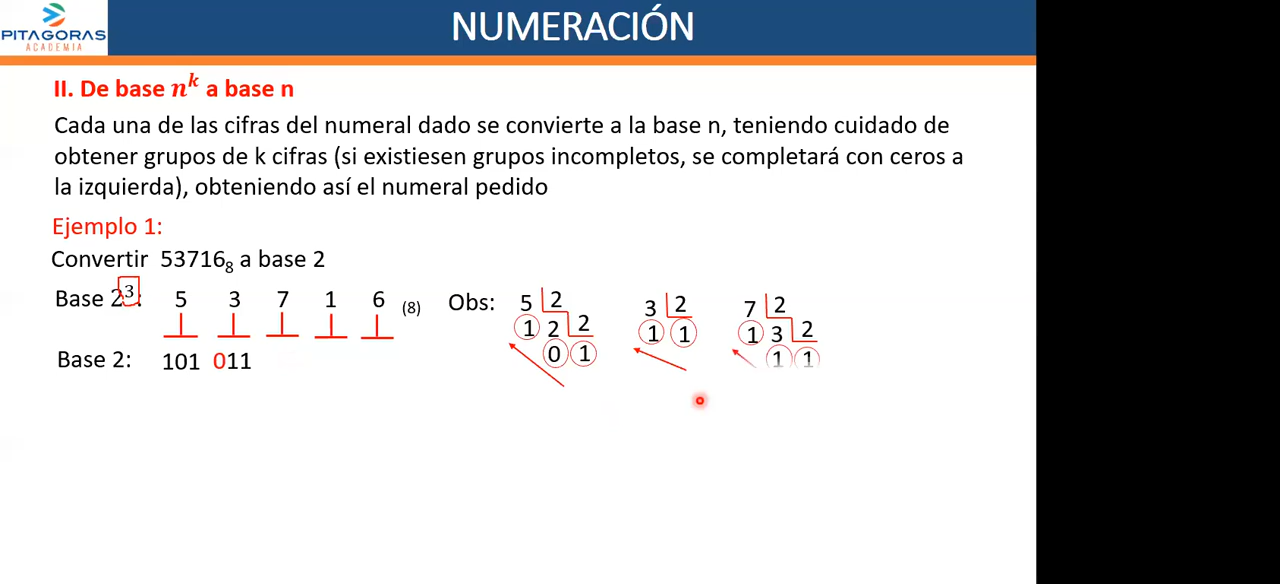 PITAGORAS
ACADEMIA
NUMERACIÓN
II. De base n^k a base n
Cada una de las cifras del numeral dado se convierte a la base n, teniendo cuidado de
obtener grupos de k cifras (si existiesen grupos incompletos, se completará con ceros a
la izquierda), obteniendo así el numeral pedido
Ejemplo 1:
Convertir 53716₈ a base 2
Base 2³: 5 3 7 1 6 (8)
Base 2: 101 011
Obs: 5 2
1 2 2
0 1
3 2
1 1
7 2
1 3 2
1 1